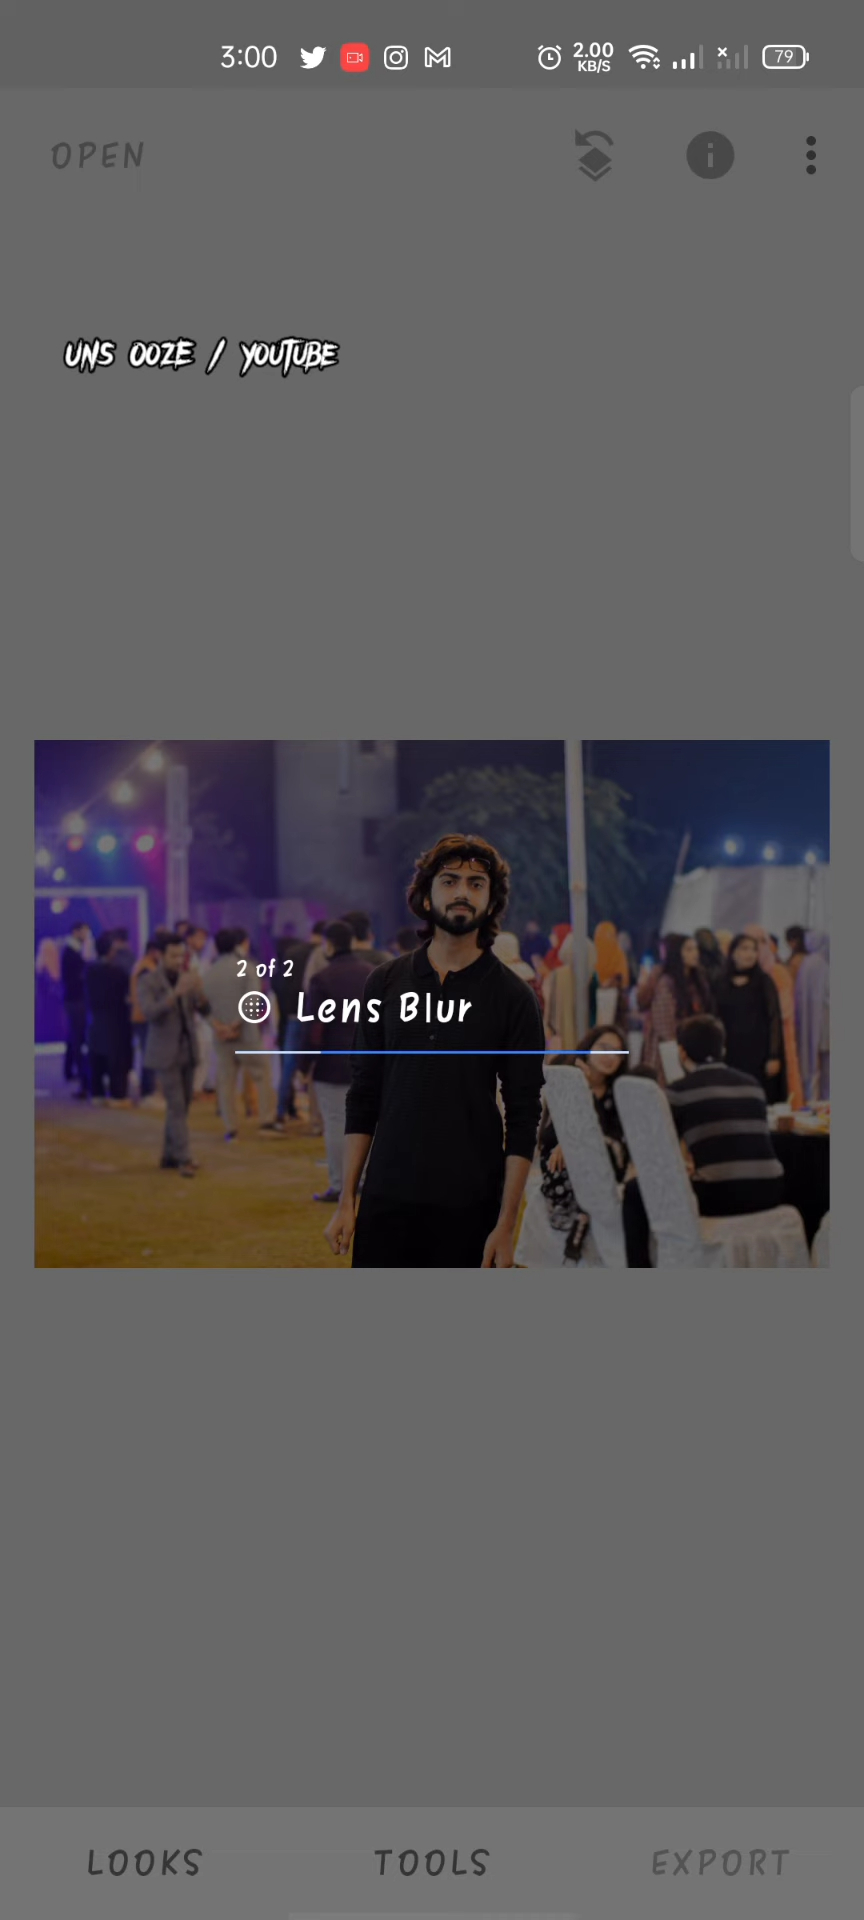 3:00
2.00
KB/S
79
OPEN
UNS OOZE / YOUTUBE
2 of 2
Lens Blur
LOOKS
TOOLS
EXPORT